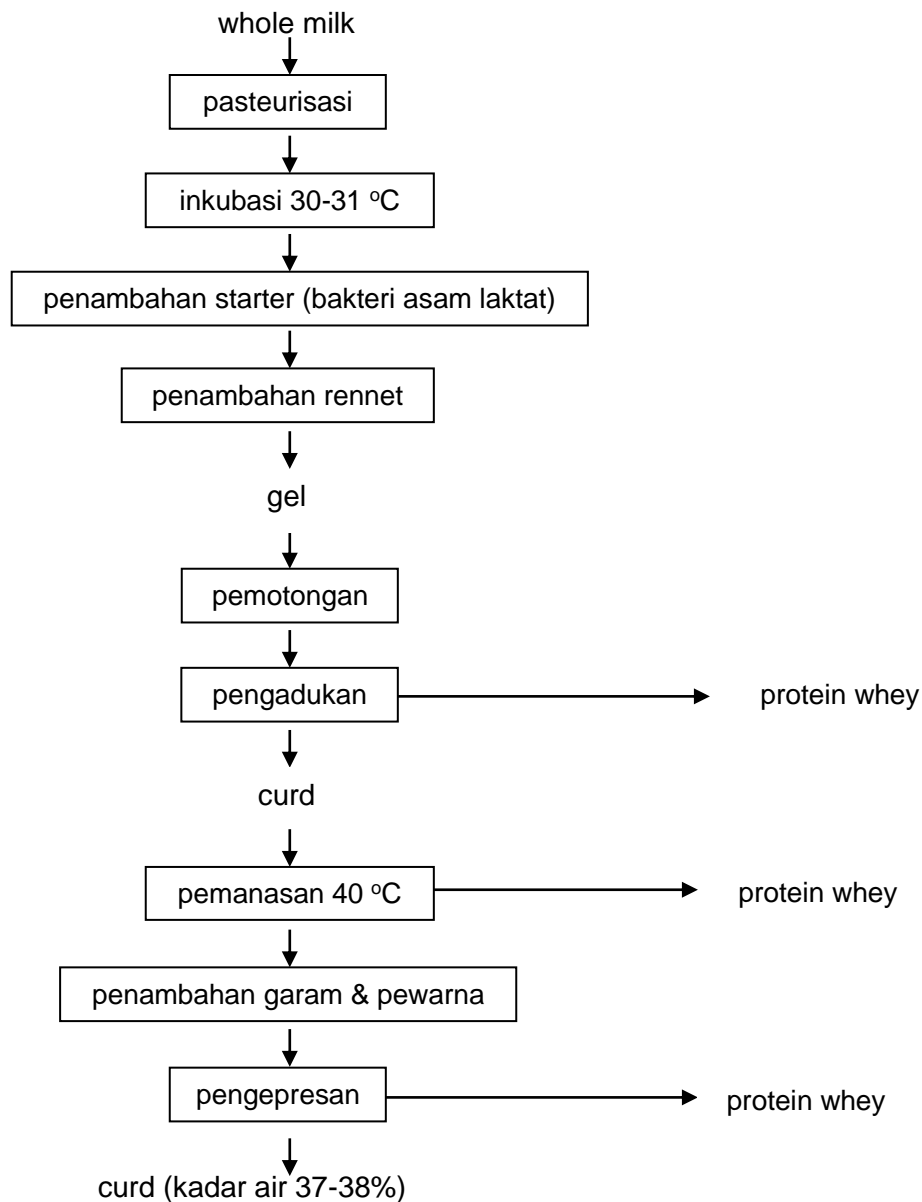 whole milk
pasteurisasi
inkubasi 30-31 °C
penambahan starter (bakteri asam laktat)
penambahan rennet
gel
pemotongan
pengadukan
protein whey
curd
pemanasan 40 °C
protein whey
penambahan garam & pewarna
pengepresan
protein whey
curd (kadar air 37-38%)